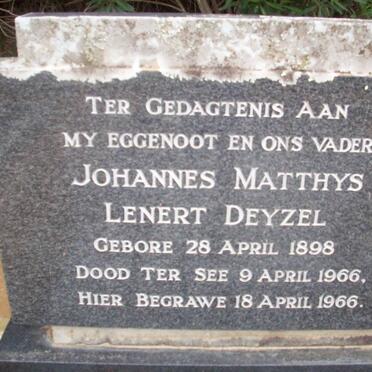 TER GEDAGTENIS AAN
MY EGGENOOT EN ONS VADER
JOHANNES MATTHYS
LENERT DEYZEL
GEBORE 28 APRIL 1898
DOOD TER SEE 9 APRIL 1966,
HIER BEGRAWE 18 APRIL 1966.